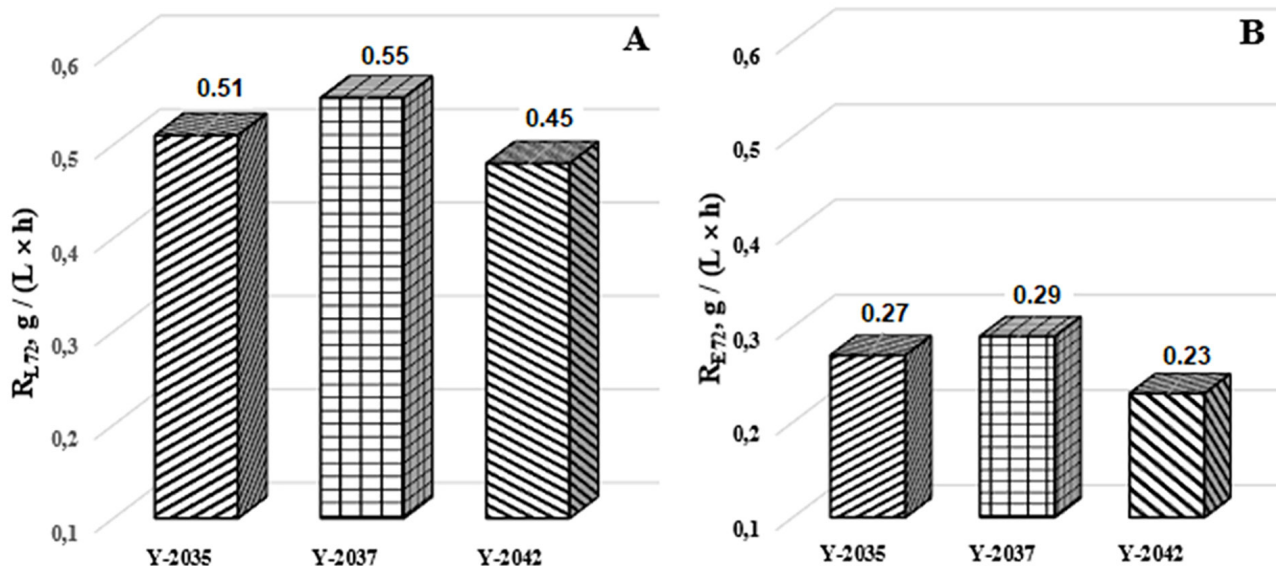 A
0,6
0,5
0,4
0,3
0,2
0,1
R_L72, g / (L × h)
0.51
0.55
0.45
Y-2035
Y-2037
Y-2042
B
0,6
0,5
0,4
0,3
0,2
0,1
R_E72, g / (L × h)
0.27
0.29
0.23
Y-2035
Y-2037
Y-2042